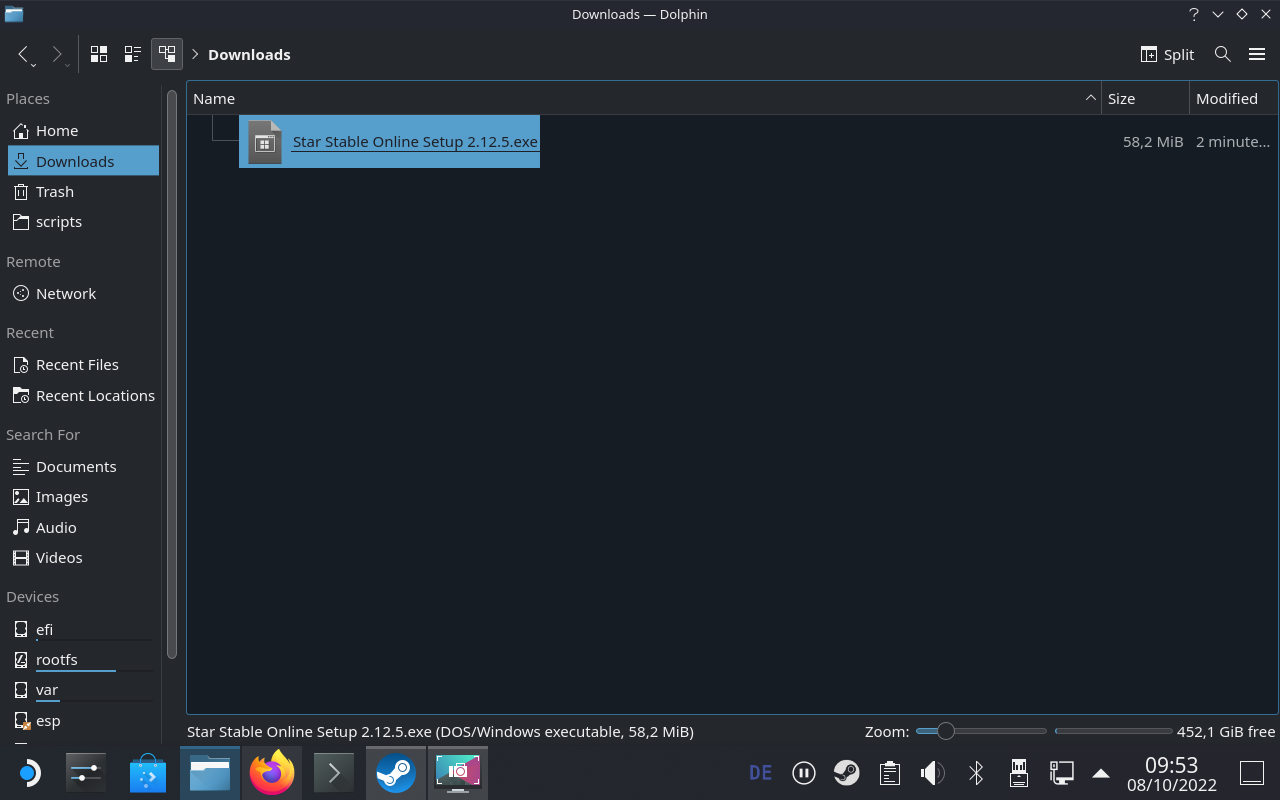 Downloads — Dolphin
Downloads
Split
Places
Home
Downloads
Trash
scripts
Remote
Network
Recent
Recent Files
Recent Locations
Search For
Documents
Images
Audio
Videos
Devices
efi
rootfs
var
esp
Name
Size
Modified
Star Stable Online Setup 2.12.5.exe
58,2 MiB
2 minute...
Star Stable Online Setup 2.12.5.exe (DOS/Windows executable, 58,2 MiB)
Zoom:
452,1 GiB free
DE
09:53
08/10/2022